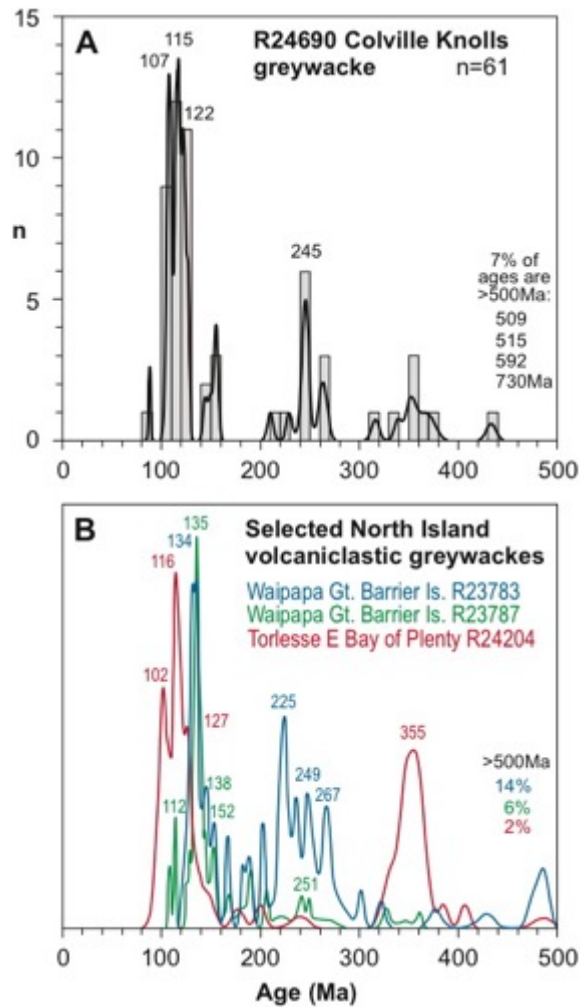 15
A
115
R24690 Colville Knolls
107
greywacke n=61
122
10
n
245
7% of
ages are
>500Ma:
5
509
515
592
730Ma
0
0 100 200 300 400 500
B
135
Selected North Island
134
volcaniclastic greywackes
116
Waipapa Gt. Barrier Is. R23783
Waipapa Gt. Barrier Is. R23787
Torlesse E Bay of Plenty R24204
102
225
127
355
249
>500Ma
138
267
14%
112
152
6%
2%
251
0 100 200 300 400 500
Age (Ma)